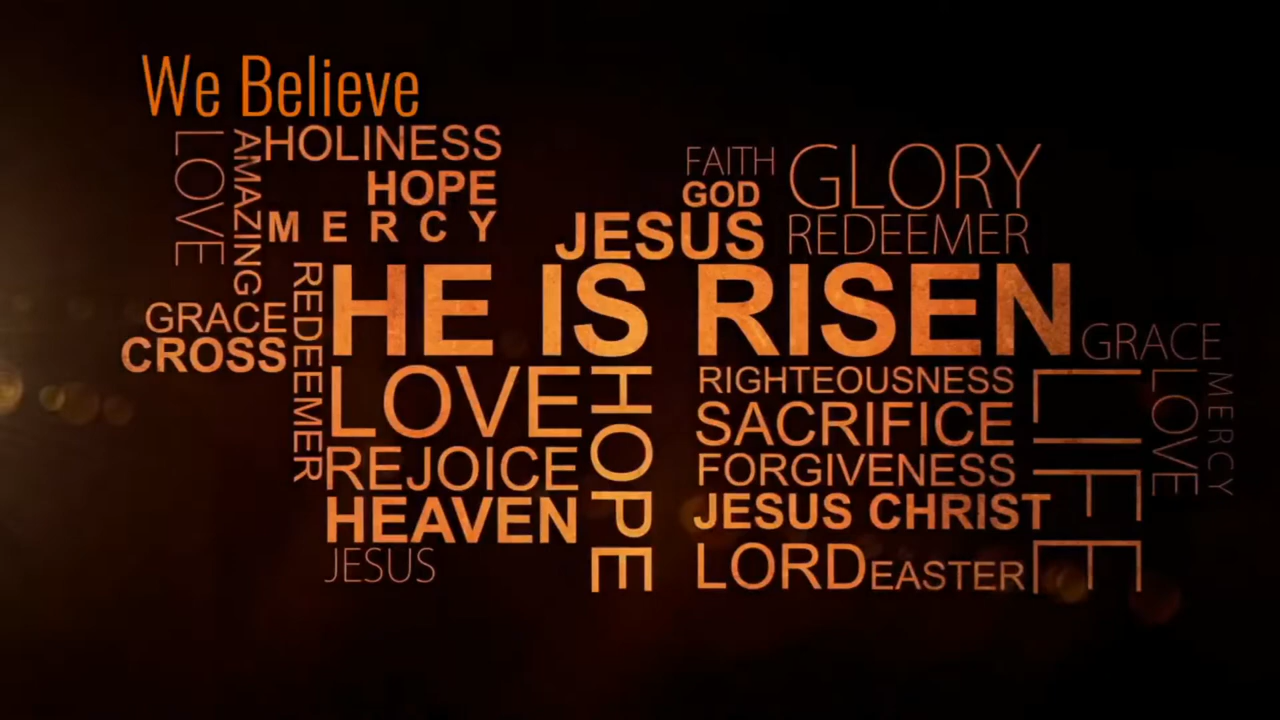 We Believe
LOVE
AMAZING
HOLINESS
HOPE
MERCY
FAITH
GLORY
GOD
JESUS
REDEEMER
REDEEMER
HE IS RISEN
GRACE
CROSS
GRACE
LOVE
HOPE
RIGHTEOUSNESS
LIFE
LOVE
MERCY
SACRIFICE
REJOICE
FORGIVENESS
HEAVEN
JESUS CHRIST
JESUS
LORD
EASTER